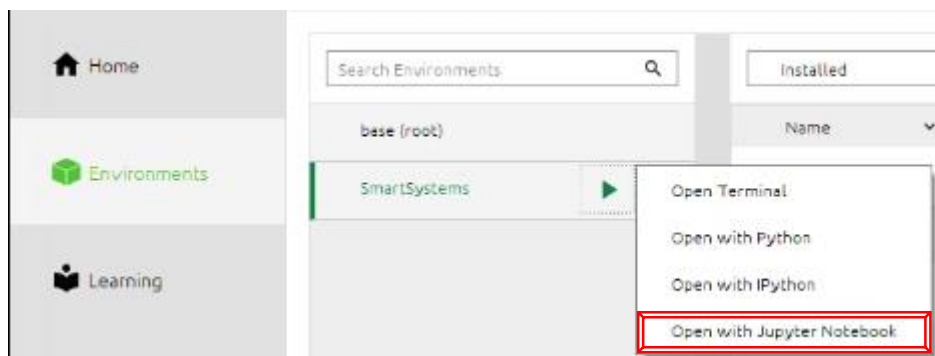 Home
Environments
Learning
Search Environments
base (root)
SmartSystems
Installed
Name
Open Terminal
Open with Python
Open with IPython
Open with Jupyter Notebook